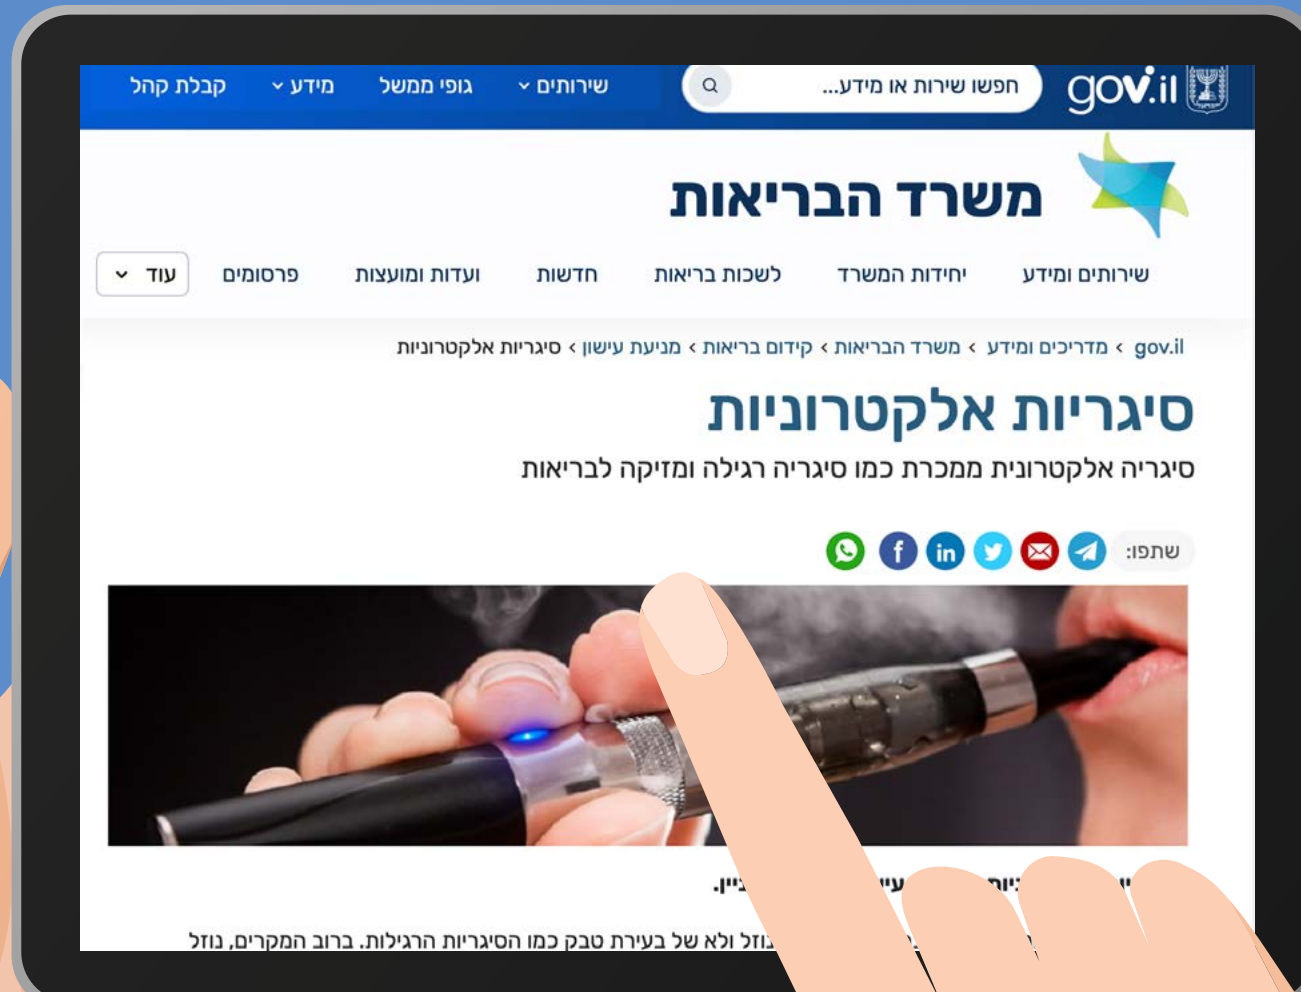 gov.il חפשו שירות או מידע... שירותים גופי ממשל מידע קבלת קהל
משרד הבריאות
שירותים ומידע יחידות המשרד לשכות בריאות חדשות ועדות ומועצות פרסומים עוד
gov.il > מדריכים ומידע > משרד הבריאות > קידום בריאות > מניעת עישון > סיגריות אלקטרוניות
סיגריות אלקטרוניות
סיגריה אלקטרונית ממכרת כמו סיגריה רגילה ומזיקה לבריאות
שתפו:
ולא של בעירת טבק כמו הסיגריות הרגילות. ברוב המקרים, נוזל